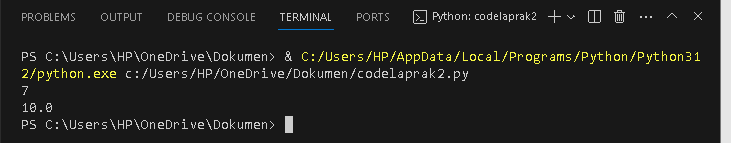 PROBLEMS OUTPUT DEBUG CONSOLE TERMINAL PORTS Python: codelaprak2
PS C:\Users\HP\OneDrive\Dokumen> & C:/Users/HP/AppData/Local/Programs/Python/Python31
2/python.exe c:/Users/HP/OneDrive/Dokumen/codelaprak2.py
7
10.0
PS C:\Users\HP\OneDrive\Dokumen>